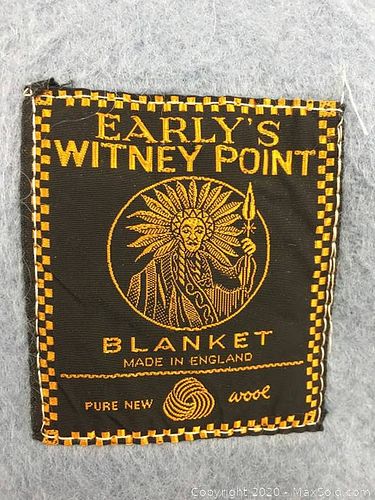 EARLY'S
WITNEY POINT
BLANKET
MADE IN ENGLAND
PURE NEW wool
Copyright 2020 - MaxSold.com